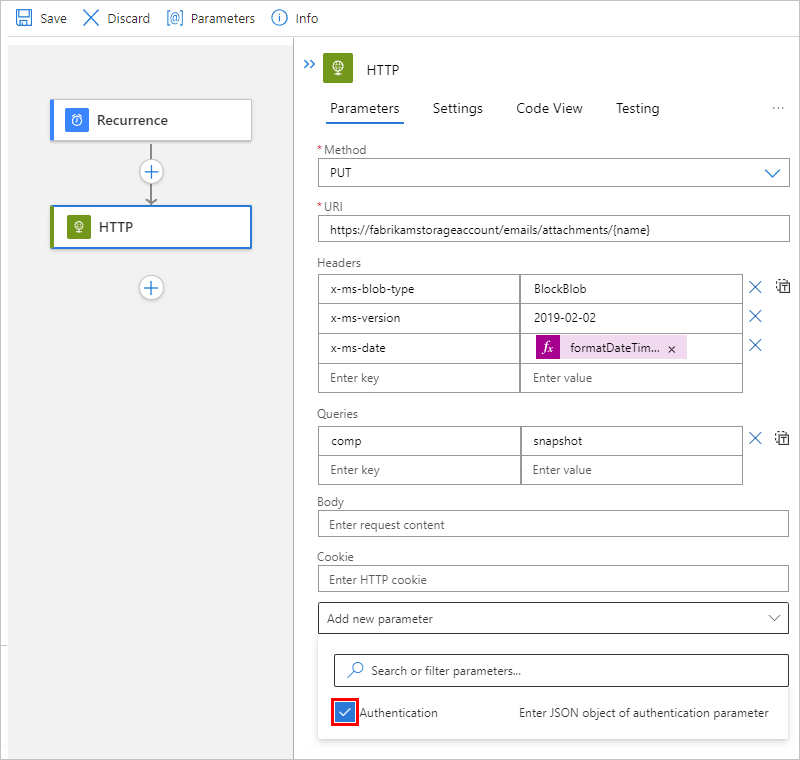 Save Discard [@] Parameters Info
HTTP
Parameters Settings Code View Testing ...
Recurrence
HTTP
* Method
PUT
* URI
https://fabrikamstorageaccount/emails/attachments/{name}
Headers
x-ms-blob-type BlockBlob
x-ms-version 2019-02-02
x-ms-date fx formatDateTim... ×
Enter key Enter value
Queries
comp snapshot
Enter key Enter value
Body
Enter request content
Cookie
Enter HTTP cookie
Add new parameter
Search or filter parameters...
Authentication Enter JSON object of authentication parameter